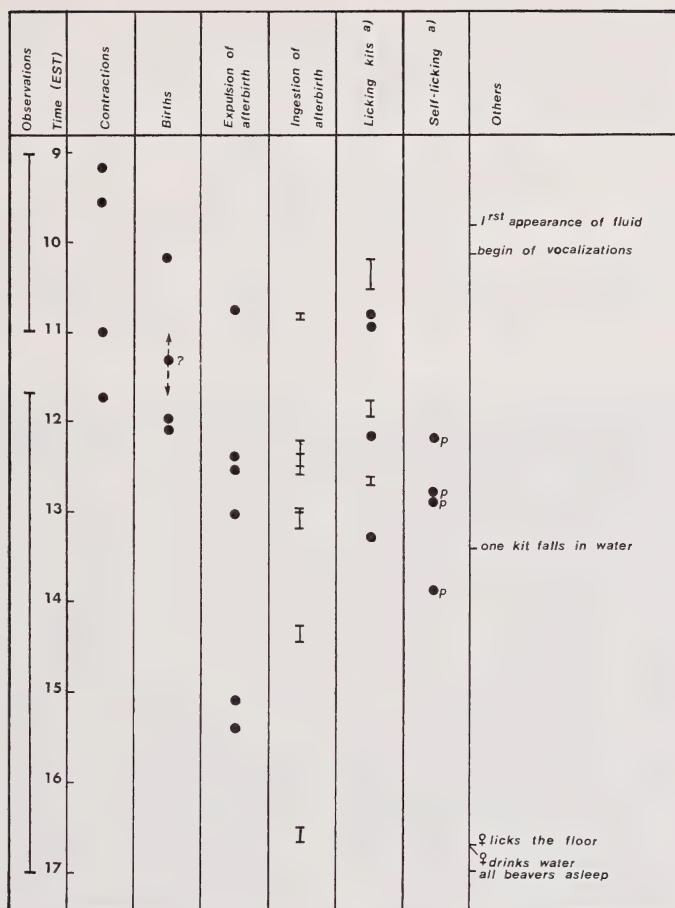 Observations
Time (EST)
Contractions
Births
Expulsion of
afterbirth
Ingestion of
afterbirth
Licking kits a)
Self-licking a)
Others
9
1rst appearance of fluid
10
begin of vocalizations
11
?
12
p
p
p
13
one kit falls in water
14
p
15
16
♀ licks the floor
♀ drinks water
17
all beavers asleep